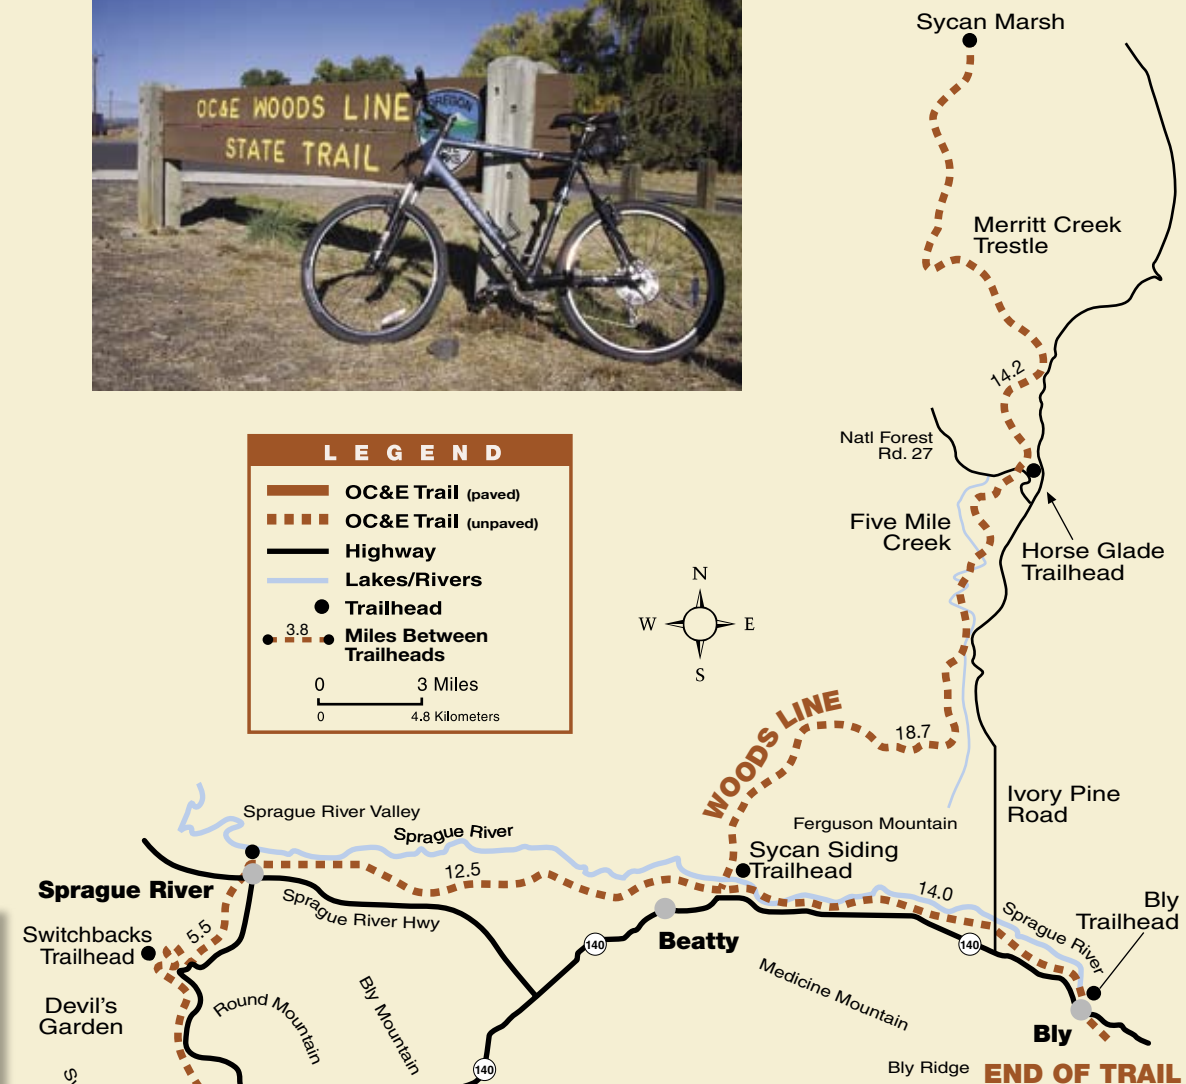 Sycan Marsh
OC&E WOODS LINE
STATE TRAIL
OREGON
Merritt Creek
Trestle
14.2
Natl Forest
Rd. 27
Five Mile
Creek
Horse Glade
Trailhead
LEGEND
OC&E Trail (paved)
OC&E Trail (unpaved)
Highway
Lakes/Rivers
Trailhead
3.8
Miles Between
Trailheads
0 3 Miles
0 4.8 Kilometers
N
W E
S
WOODS LINE
18.7
Ivory Pine
Road
Sprague River Valley
Sprague River
Ferguson Mountain
Sycan Siding
Trailhead
12.5
14.0
Sprague River
Sprague River Hwy
Bly
Trailhead
Sprague River
5.5
Switchbacks
Trailhead
140
Beatty
140
Medicine Mountain
Devil's
Garden
Round Mountain
Bly Mountain
140
Bly
Bly Ridge
END OF TRAIL